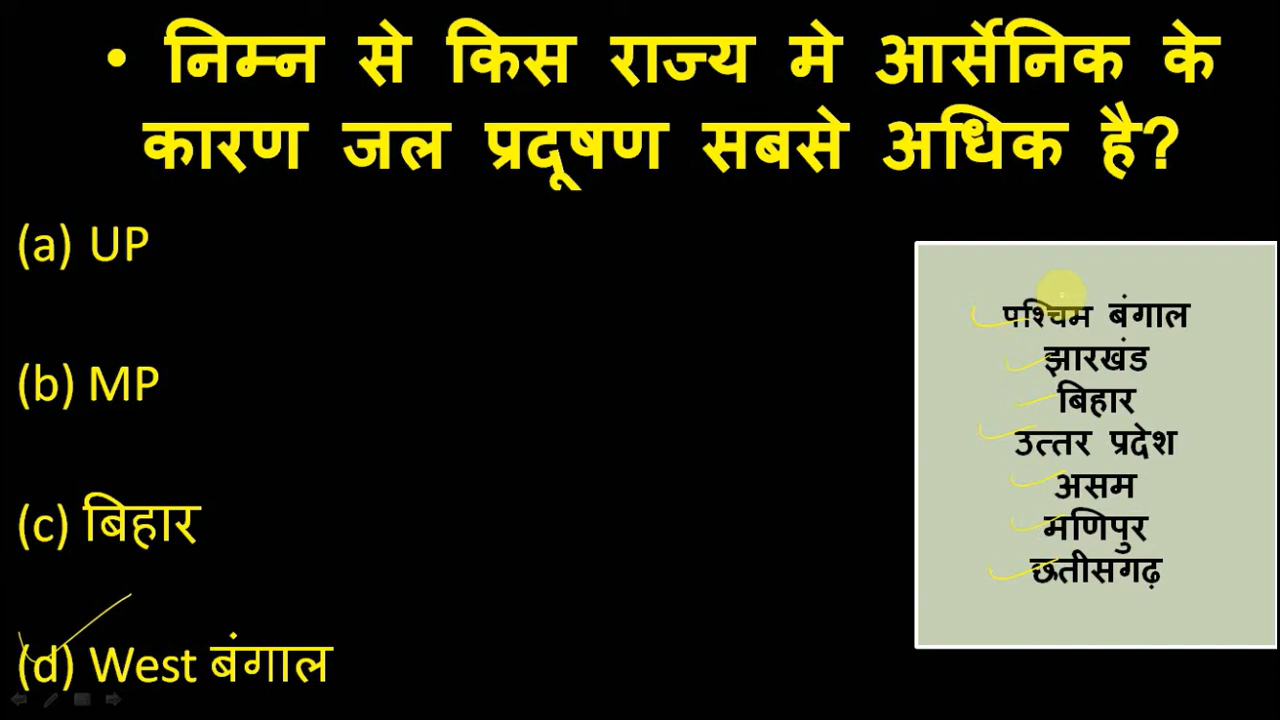 • निम्न से किस राज्य मे आर्सेनिक के
कारण जल प्रदूषण सबसे अधिक है?
(a) UP
(b) MP
(c) बिहार
(d) West बंगाल
पश्चिम बंगाल
झारखंड
बिहार
उत्तर प्रदेश
असम
मणिपुर
छतीसगढ़